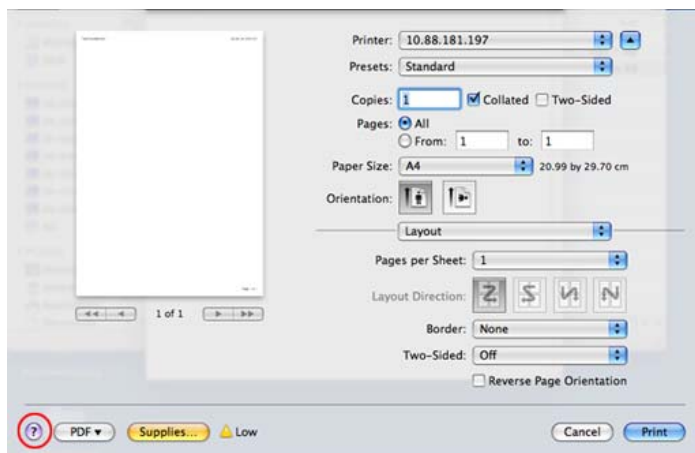 Printer: 10.88.181.197
Presets: Standard
Copies: 1 Collated Two-Sided
Pages: All
From: 1 to: 1
Paper Size: A4 20.99 by 29.70 cm
Orientation:
Layout
Pages per Sheet: 1
Layout Direction:
Border: None
Two-Sided: Off
Reverse Page Orientation
1 of 1
? PDF Supplies... Low Cancel Print